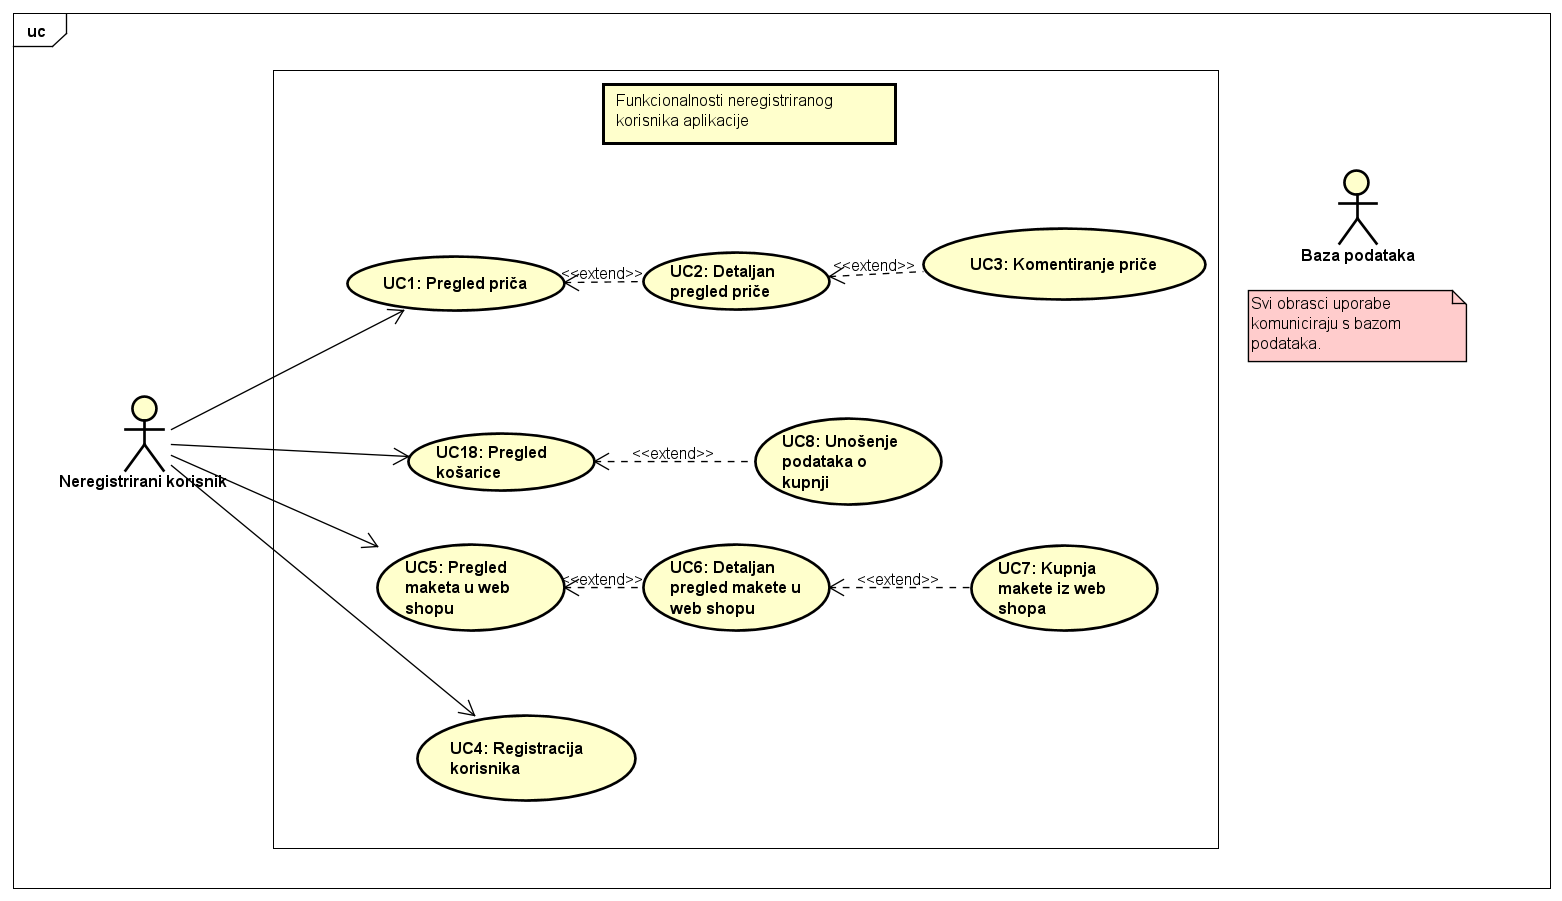 uc
Funkcionalnosti neregistriranog
korisnika aplikacije
Baza podataka
Svi obrasci uporabe
komuniciraju s bazom
podataka.
UC1: Pregled priča
<<extend>>
UC2: Detaljan
pregled priče
<<extend>>
UC3: Komentiranje priče
Neregistrirani korisnik
UC18: Pregled
košarice
<<extend>>
UC8: Unošenje
podataka o
kupnji
UC5: Pregled
maketa u web
shopu
<<extend>>
UC6: Detaljan
pregled makete u
web shopu
<<extend>>
UC7: Kupnja
makete iz web
shopa
UC4: Registracija
korisnika